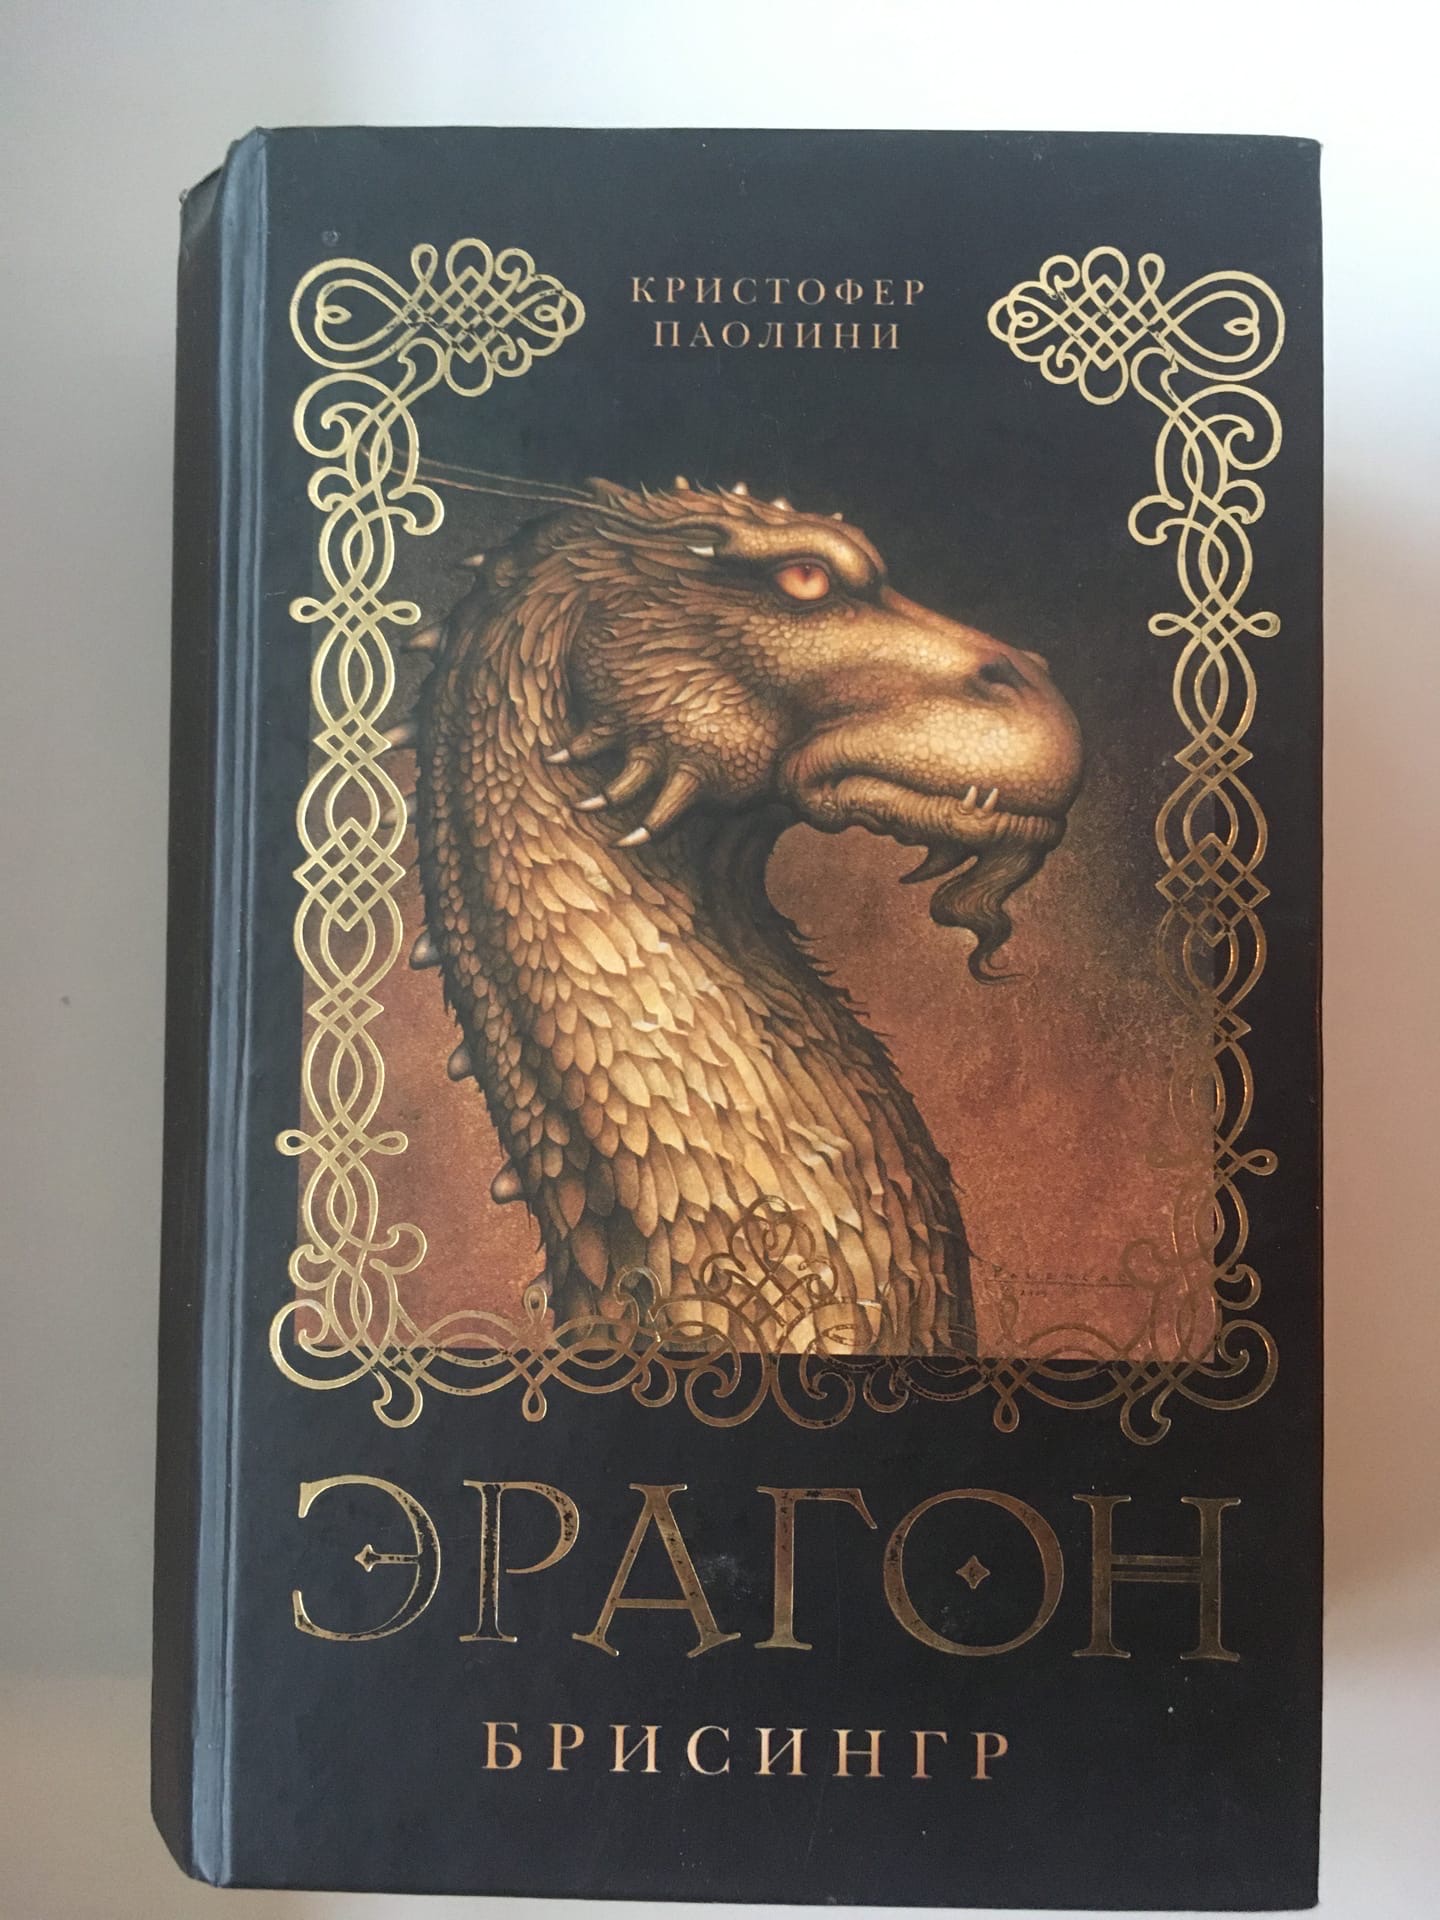 КРИСТОФЕР
ПАОЛИНИ
ЭРАГОН
БРИСИНГР